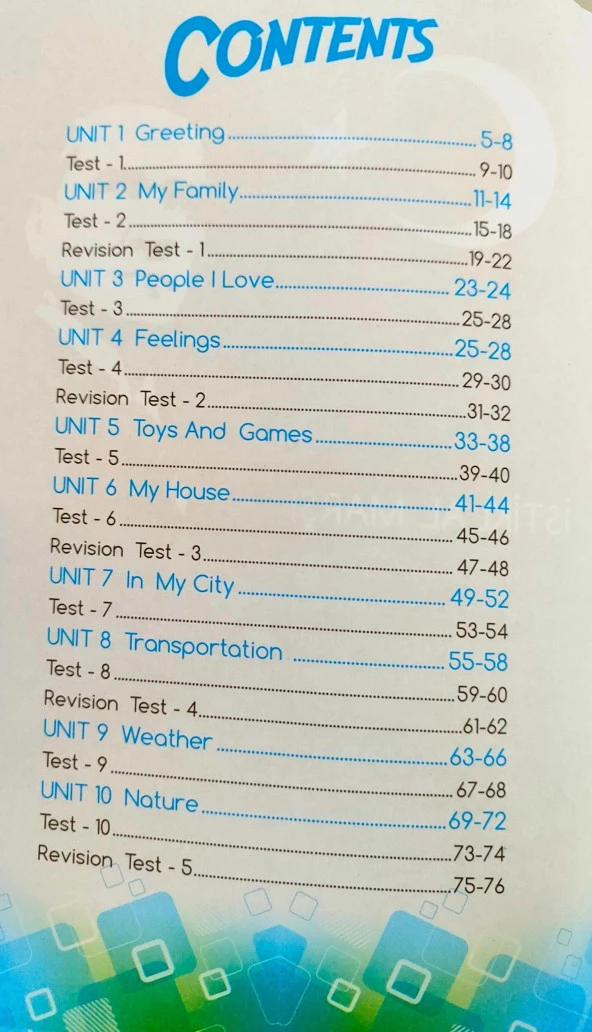 CONTENTS
UNIT 1 Greeting 5-8
Test - 1 9-10
UNIT 2 My Family 11-14
Test - 2 15-18
Revision Test - 1 19-22
UNIT 3 People I Love 23-24
Test - 3 25-28
UNIT 4 Feelings 25-28
Test - 4 29-30
Revision Test - 2 31-32
UNIT 5 Toys And Games 33-38
Test - 5 39-40
UNIT 6 My House 41-44
Test - 6 45-46
Revision Test - 3 47-48
UNIT 7 In My City 49-52
Test - 7 53-54
UNIT 8 Transportation 55-58
Test - 8 59-60
Revision Test - 4 61-62
UNIT 9 Weather 63-66
Test - 9 67-68
UNIT 10 Nature 69-72
Test - 10 73-74
Revision Test - 5 75-76